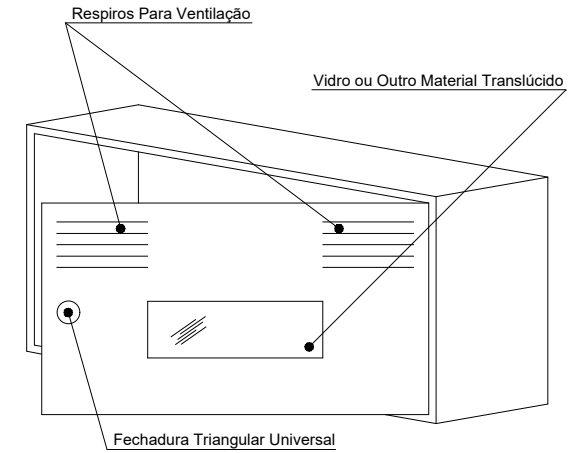 Respiros Para Ventilação
Vidro ou Outro Material Translúcido
Fechadura Triangular Universal